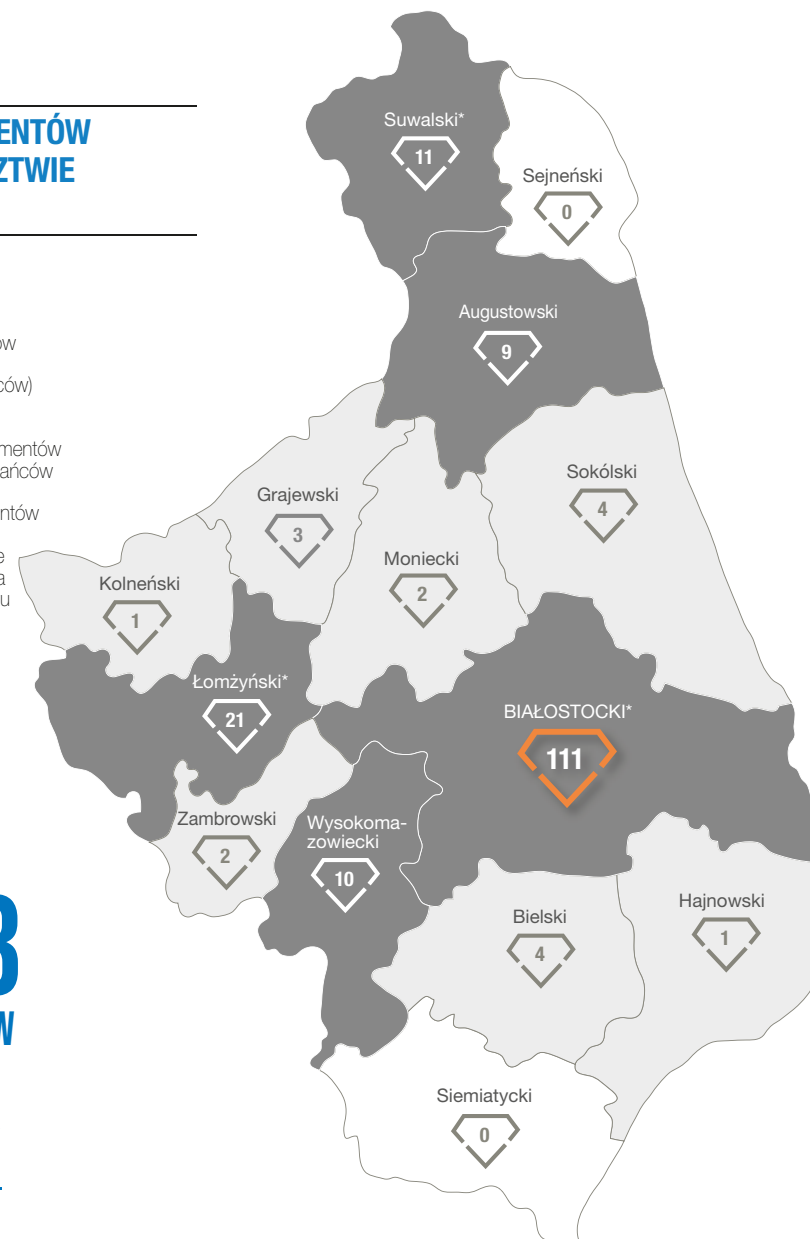 ENTÓW
ZTWIE
ów
ców)
mentów
ańców
ntów
e
a
u
3
W
Suwalski*
11
Sejneński
0
Augustowski
9
Sokólski
4
Grajewski
3
Moniecki
2
Kolneński
1
Łomżyński*
21
BIAŁOSTOCKI*
111
Zambrowski
2
Wysokoma-
zowiecki
10
Bielski
4
Hajnowski
1
Siemiatycki
0